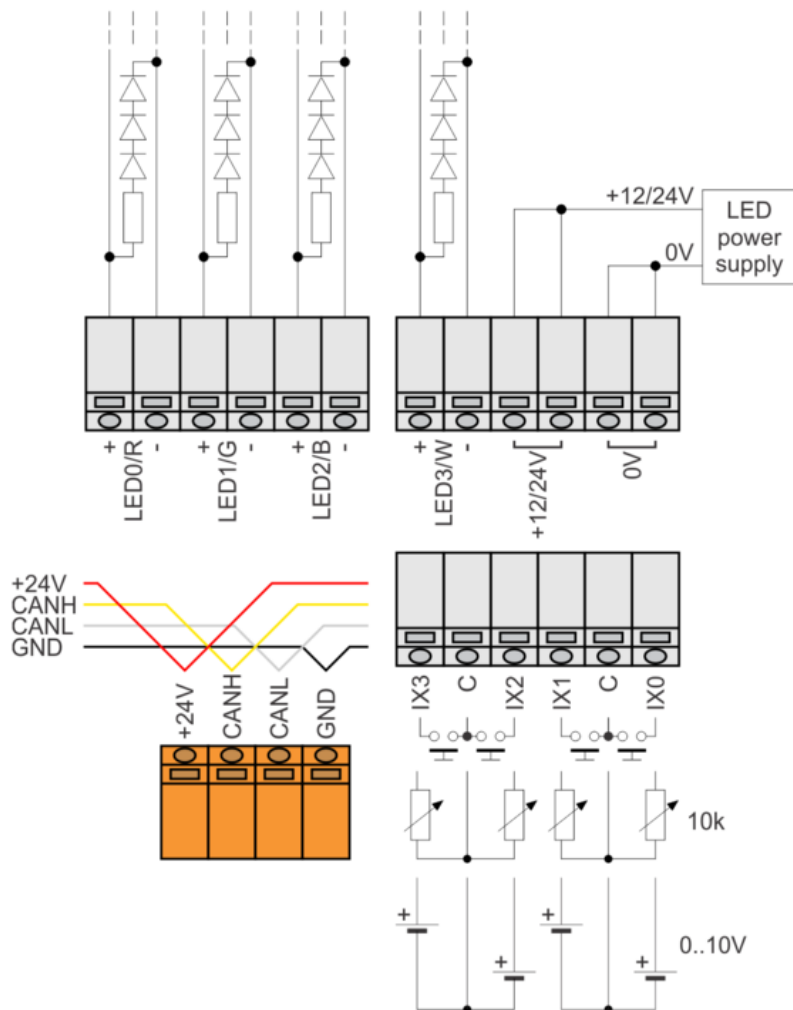 +12/24V
LED
power
supply
0V
+ LED0/R -
+ LED1/G -
+ LED2/B -
+ LED3/W -
+12/24V
0V
+24V
CANH
CANL
GND
+24V
CANH
CANL
GND
IX3
C
IX2
IX1
C
IX0
10k
+
+
0..10V
+
+